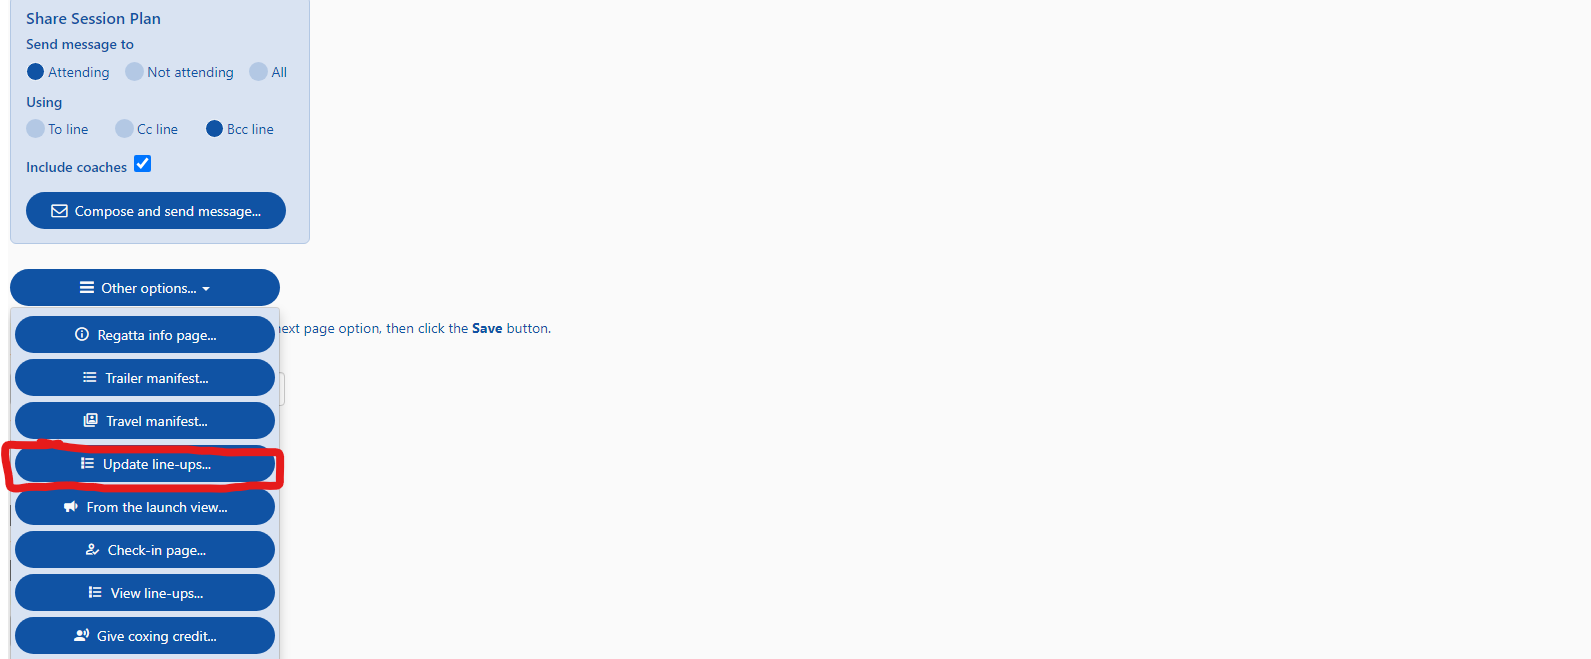 Share Session Plan
Send message to
Attending Not attending All
Using
To line Cc line Bcc line
Include coaches
Compose and send message...
Other options...
Regatta info page...
next page option, then click the Save button.
Trailer manifest...
Travel manifest...
Update line-ups...
From the launch view...
Check-in page...
View line-ups...
Give coxing credit...